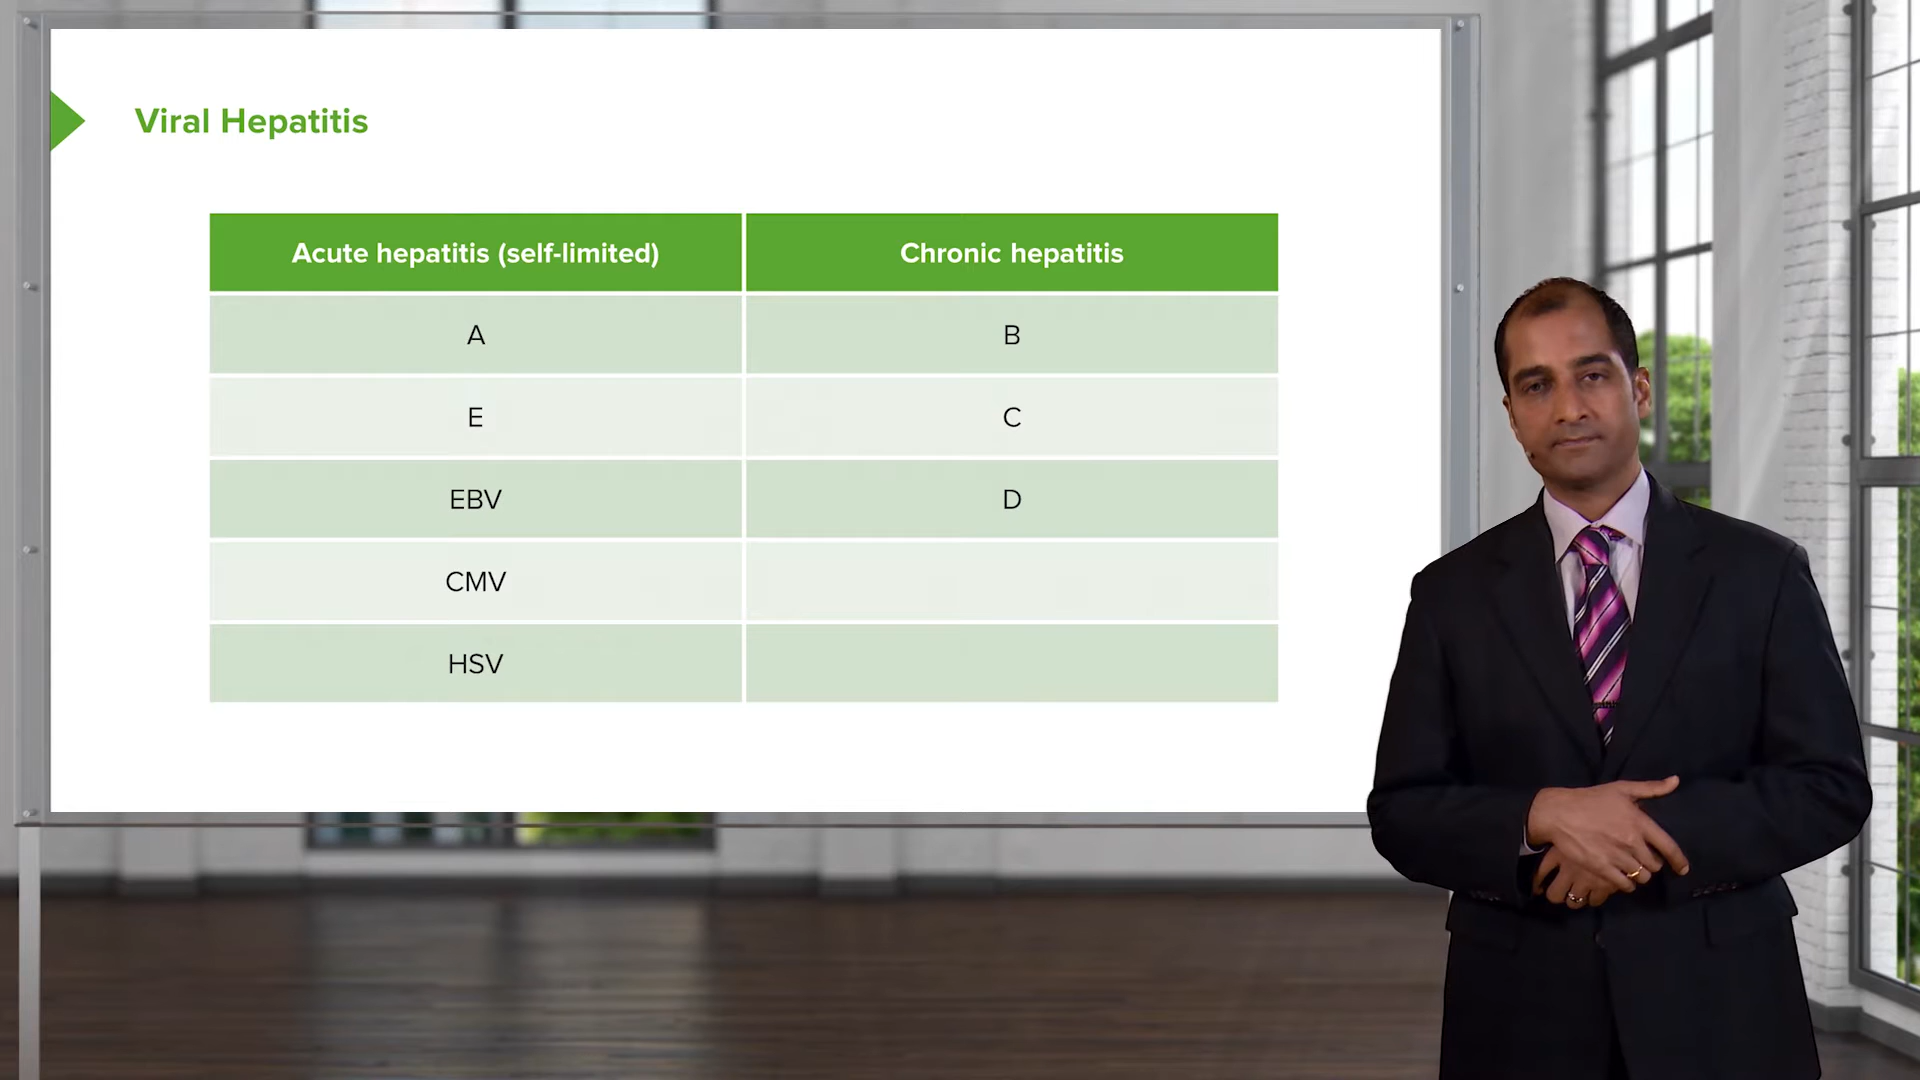 Viral Hepatitis
Acute hepatitis (self-limited) Chronic hepatitis
A B
E C
EBV D
CMV
HSV